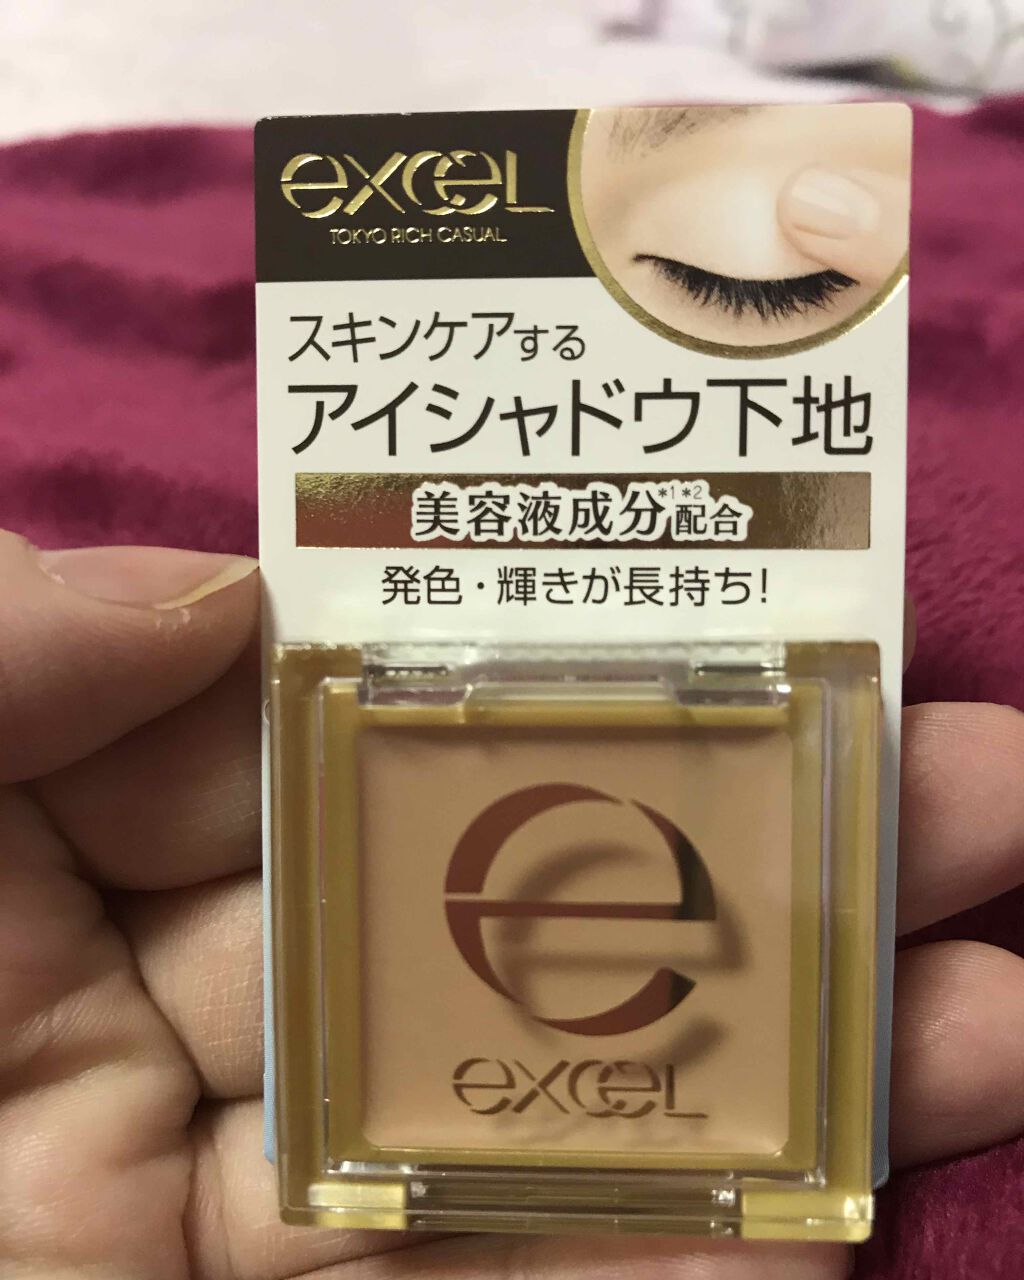 excel
TOKYO RICH CASUAL
スキンケアする
アイシャドウ下地
美容液成分*1 *2配合
発色・輝きが長持ち!
e
excel